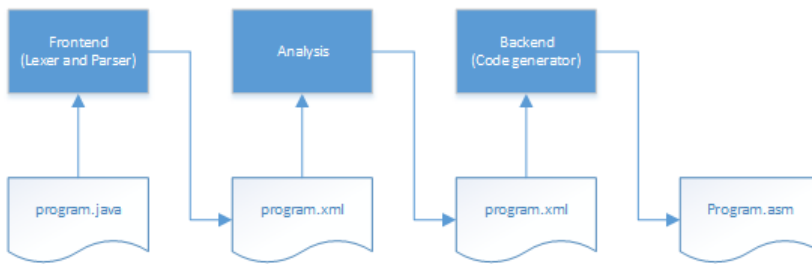 Frontend
(Lexer and Parser)
Analysis
Backend
(Code generator)
program.java
program.xml
program.xml
Program.asm